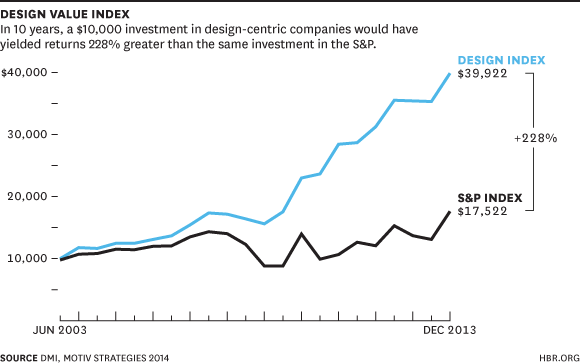 DESIGN VALUE INDEX
In 10 years, a $10,000 investment in design-centric companies would have
yielded returns 228% greater than the same investment in the S&P.
DESIGN INDEX
$40,000
$39,922
30,000
+228%
20,000
S&P INDEX
$17,522
10,000
JUN 2003
DEC 2013
SOURCE DMI, MOTIV STRATEGIES 2014
HBR.ORG